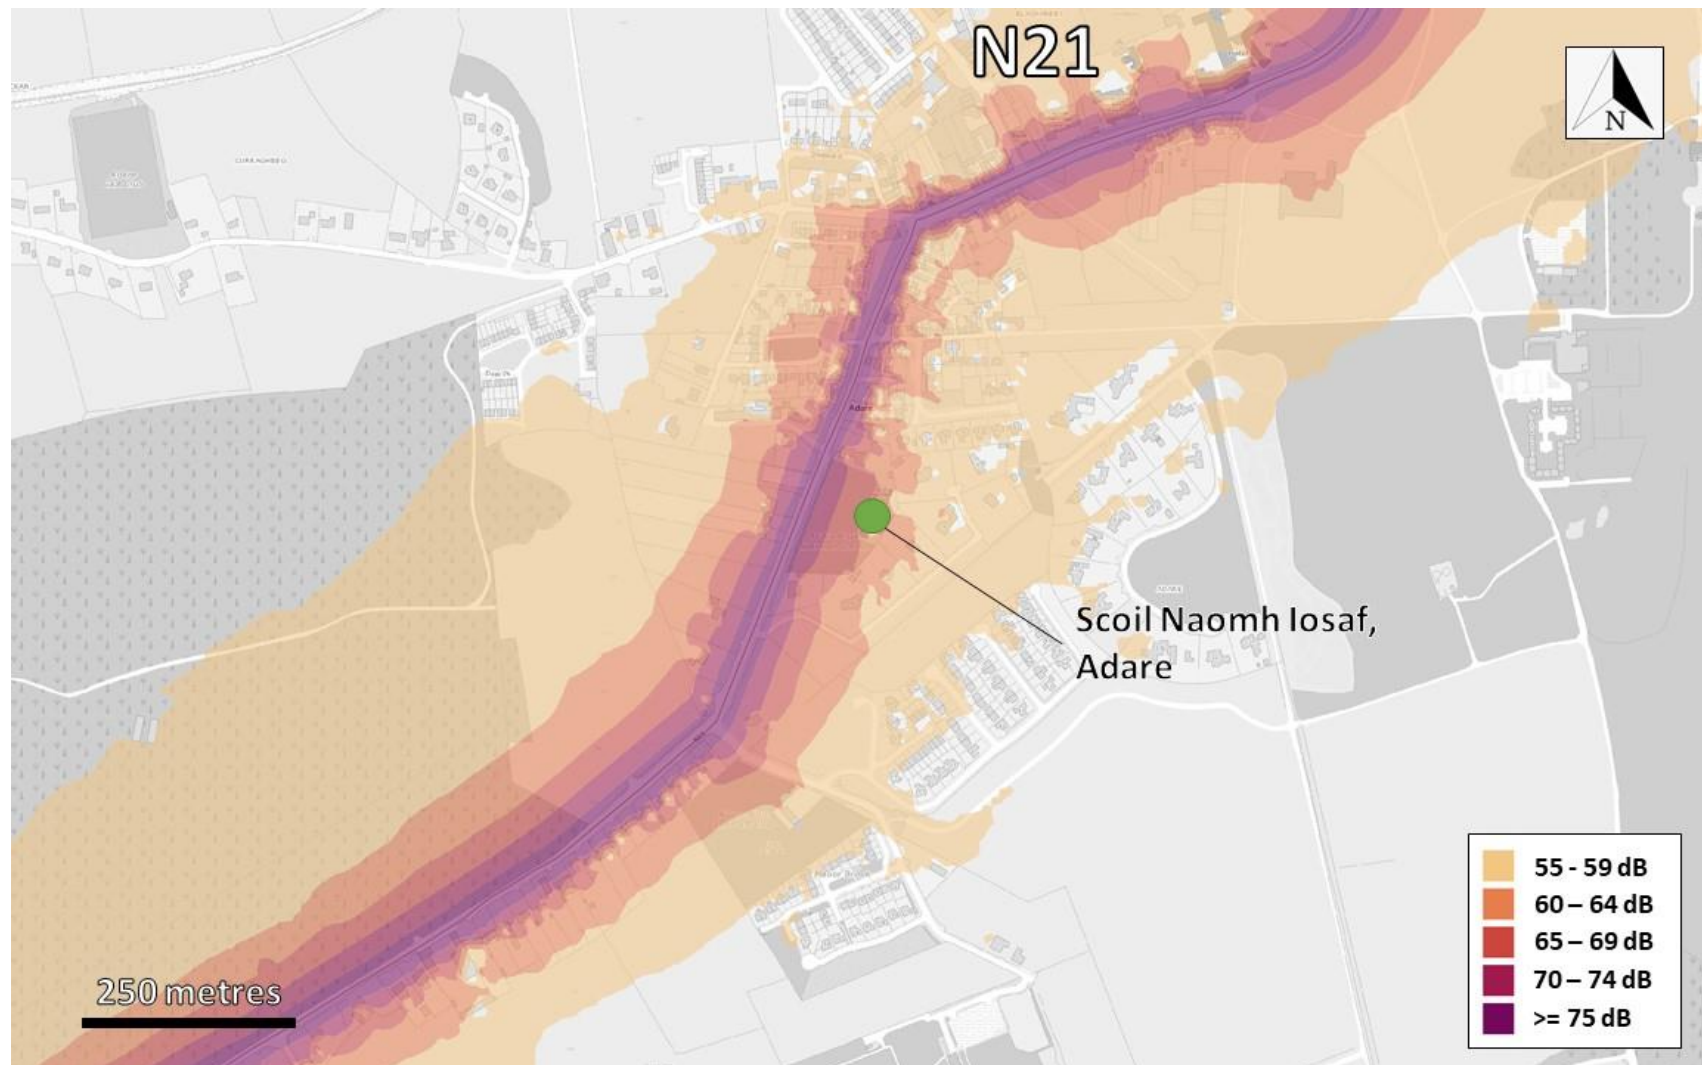 N21
N
Adare
Scoil Naomh Iosaf,
Adare
250 metres
55 - 59 dB
60 – 64 dB
65 – 69 dB
70 – 74 dB
>= 75 dB